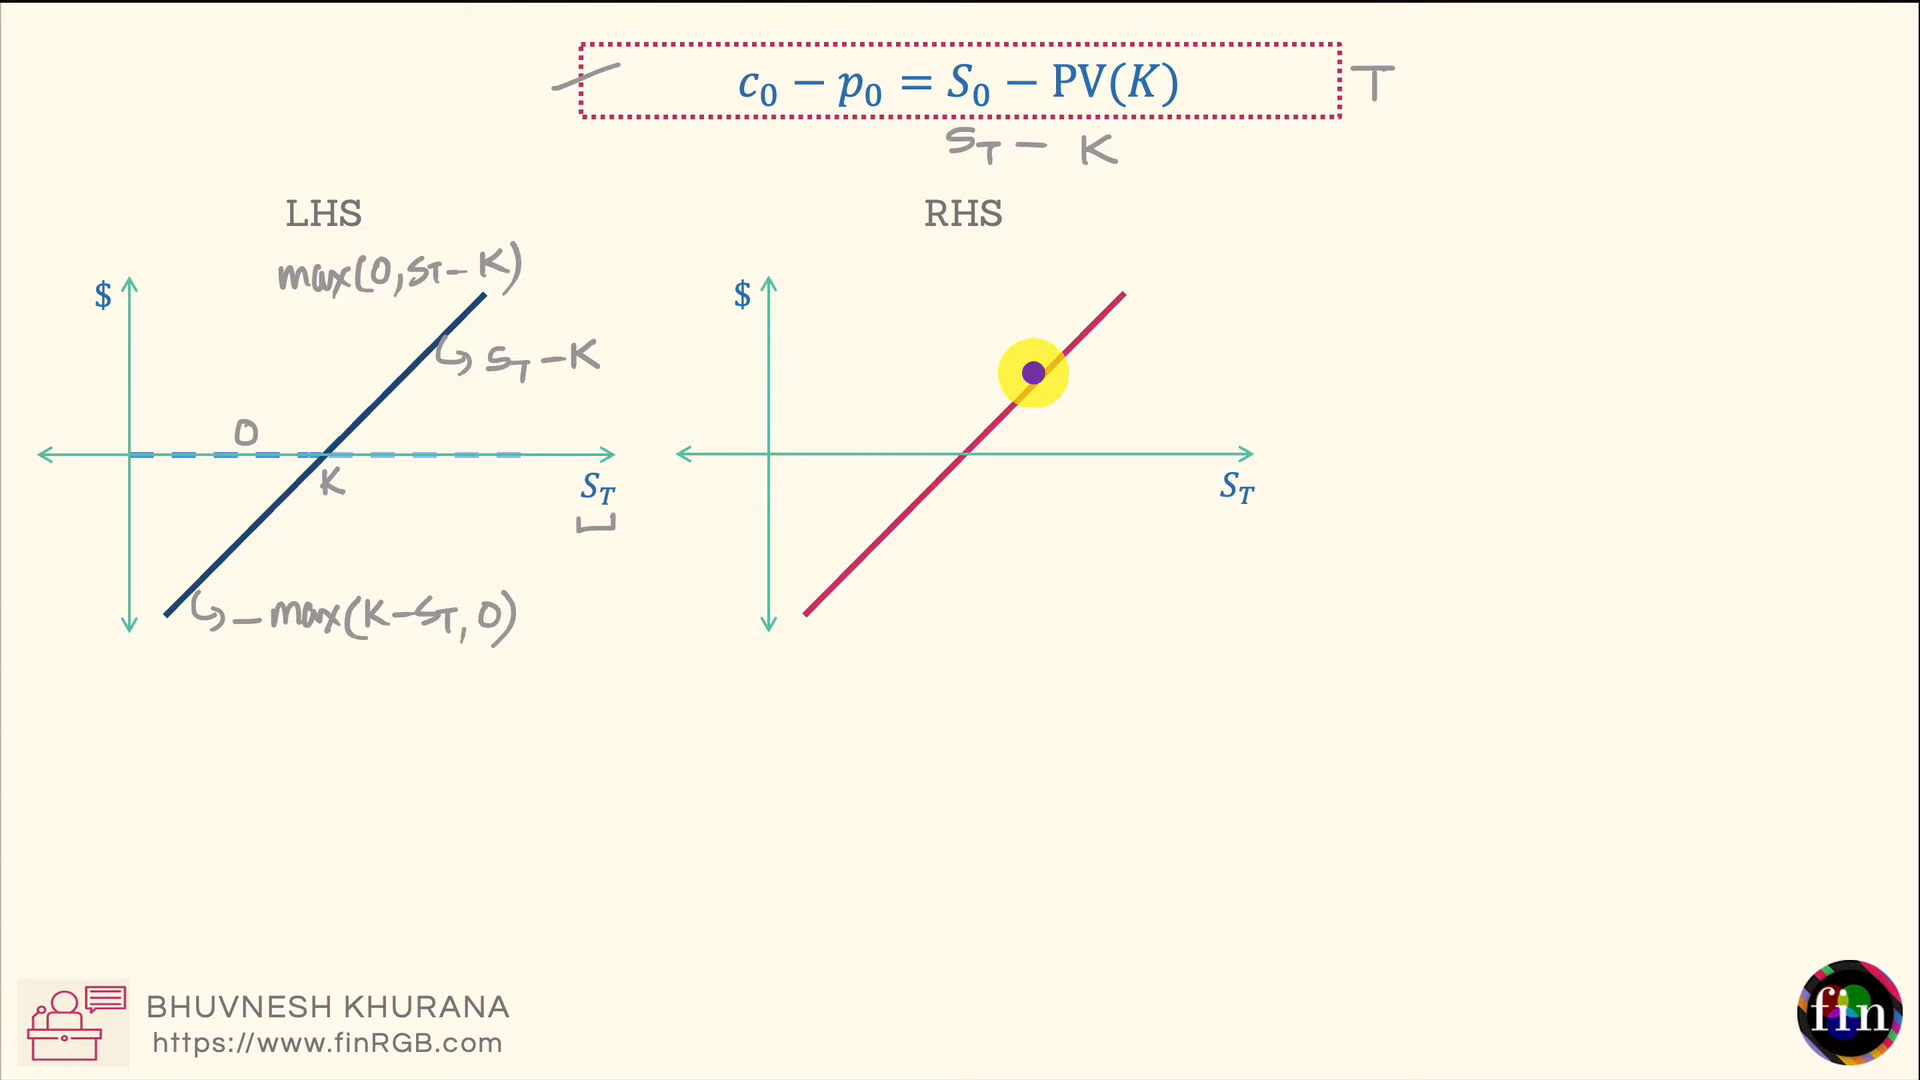 c₀ − p₀ = S₀ − PV(K)
T
S_T − K
LHS
RHS
max(0, S_T − K)
$
$
S_T − K
0
K
S_T
S_T
− max(K − S_T, 0)
BHUVNESH KHURANA
https://www.finRGB.com
fin